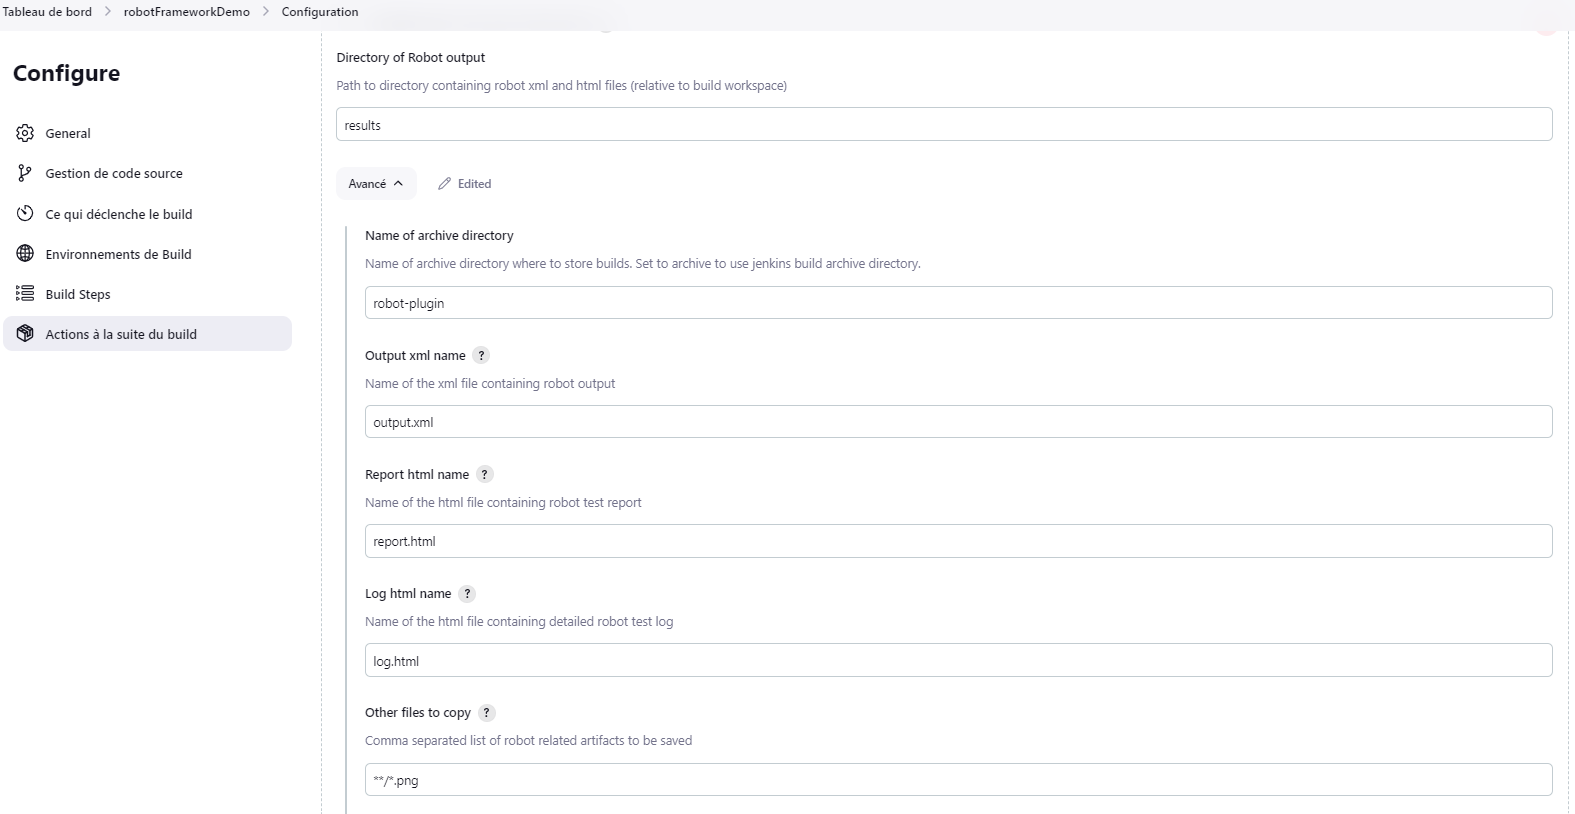 Tableau de bord > robotFrameworkDemo > Configuration
Configure
General
Gestion de code source
Ce qui déclenche le build
Environnements de Build
Build Steps
Actions à la suite du build
Directory of Robot output
Path to directory containing robot xml and html files (relative to build workspace)
results
Avancé
Edited
Name of archive directory
Name of archive directory where to store builds. Set to archive to use jenkins build archive directory.
robot-plugin
Output xml name ?
Name of the xml file containing robot output
output.xml
Report html name ?
Name of the html file containing robot test report
report.html
Log html name ?
Name of the html file containing detailed robot test log
log.html
Other files to copy ?
Comma separated list of robot related artifacts to be saved
**/*.png